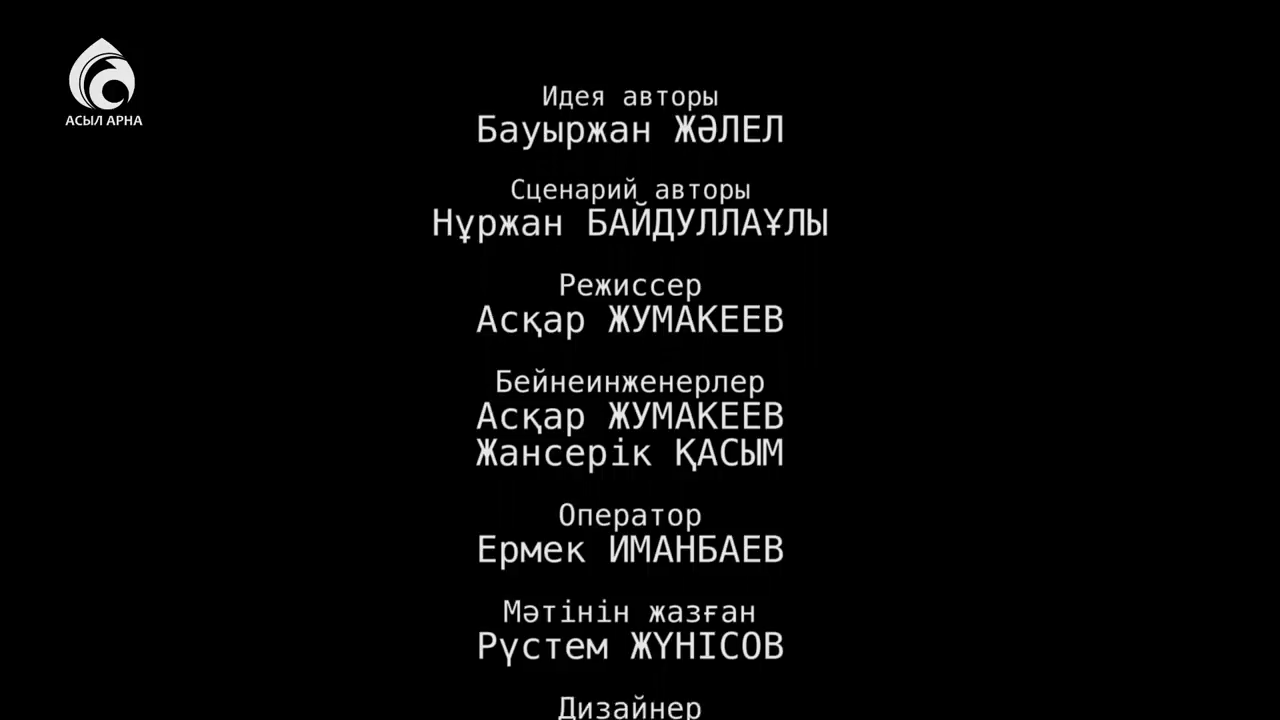 АСЫЛ АРНА
Идея авторы
Бауыржан ЖӘЛЕЛ
Сценарий авторы
Нұржан БАЙДУЛЛАҰЛЫ
Режиссер
Асқар ЖУМАКЕЕВ
Бейнеинженерлер
Асқар ЖУМАКЕЕВ
Жансерік ҚАСЫМ
Оператор
Ермек ИМАНБАЕВ
Мәтінін жазған
Рүстем ЖҮНІСОВ
Дизайнер